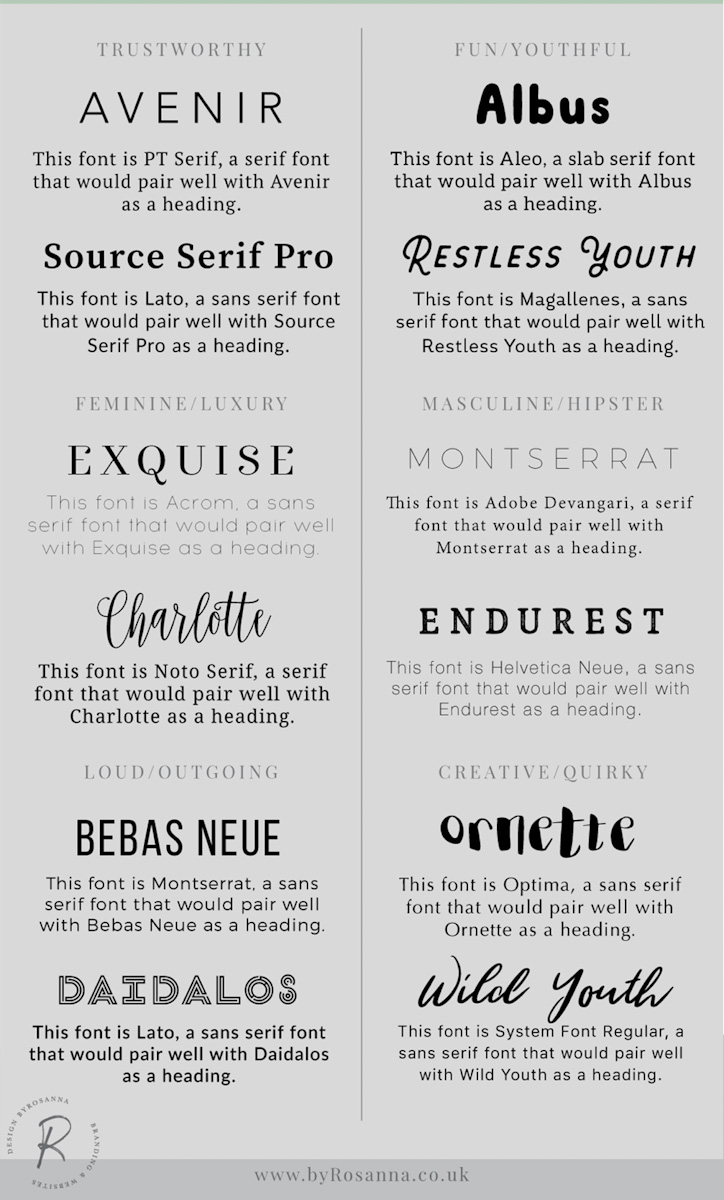 TRUSTWORTHY
AVENIR
This font is PT Serif, a serif font
that would pair well with Avenir
as a heading.
Source Serif Pro
This font is Lato, a sans serif font
that would pair well with Source
Serif Pro as a heading.
FEMININE/LUXURY
EXQUISE
This font is Acrom, a sans
serif font that would pair well
with Exquise as a heading.
Charlotte
This font is Noto Serif, a serif
font that would pair well with
Charlotte as a heading.
LOUD/OUTGOING
BEBAS NEUE
This font is Montserrat, a sans
serif font that would pair well
with Bebas Neue as a heading.
DAIDALOS
This font is Lato, a sans serif font
that would pair well with Daidalos
as a heading.
FUN/YOUTHFUL
Albus
This font is Aleo, a slab serif font
that would pair well with Albus
as a heading.
RESTLESS YOUTH
This font is Magallenes, a sans
serif font that would pair well with
Restless Youth as a heading.
MASCULINE/HIPSTER
MONTSERRAT
This font is Adobe Devangari, a serif
font that would pair well with
Montserrat as a heading.
ENDUREST
This font is Helvetica Neue, a sans
serif font that would pair well with
Endurest as a heading.
CREATIVE/QUIRKY
ornette
This font is Optima, a sans serif
font that would pair well with
Ornette as a heading.
Wild Youth
This font is System Font Regular, a
sans serif font that would pair well
with Wild Youth as a heading.
DESIGN BYROSANNA
R
BRANDING & WEBSITES
www.byRosanna.co.uk